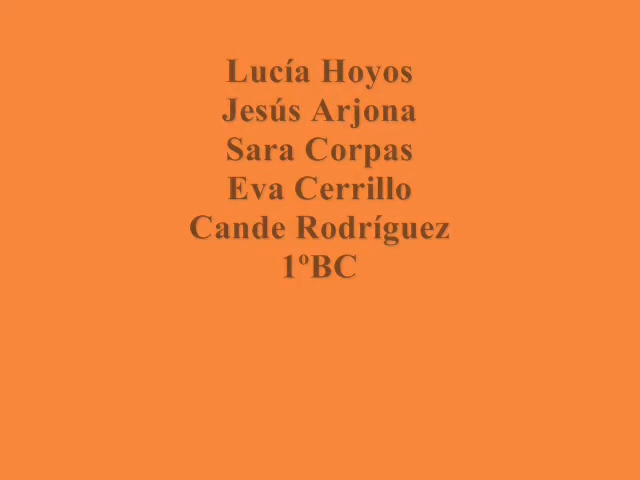 Lucía Hoyos
Jesús Arjona
Sara Corpas
Eva Cerrillo
Cande Rodríguez
1ºBC